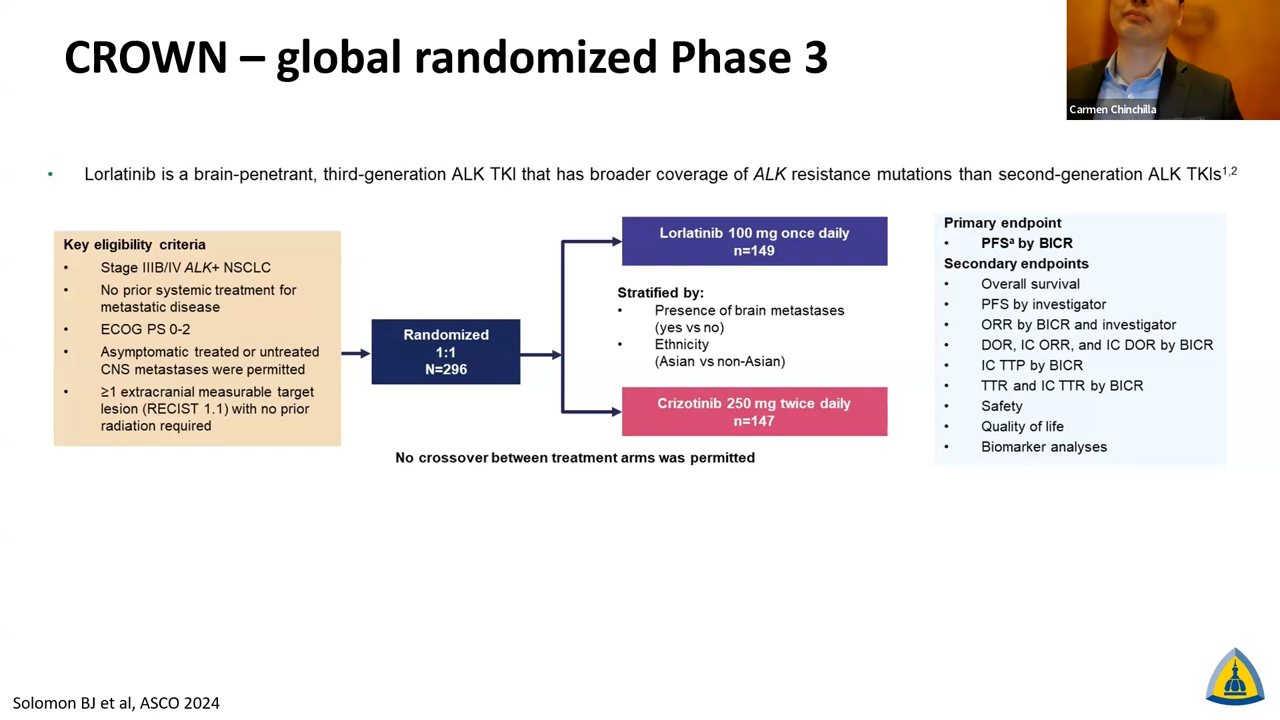 CROWN – global randomized Phase 3
Carmen Chinchilla
• Lorlatinib is a brain-penetrant, third-generation ALK TKI that has broader coverage of ALK resistance mutations than second-generation ALK TKIs1,2
Key eligibility criteria
• Stage IIIB/IV ALK+ NSCLC
• No prior systemic treatment for
metastatic disease
• ECOG PS 0-2
• Asymptomatic treated or untreated
CNS metastases were permitted
• ≥1 extracranial measurable target
lesion (RECIST 1.1) with no prior
radiation required
Randomized
1:1
N=296
Lorlatinib 100 mg once daily
n=149
Stratified by:
• Presence of brain metastases
(yes vs no)
• Ethnicity
(Asian vs non-Asian)
Crizotinib 250 mg twice daily
n=147
No crossover between treatment arms was permitted
Primary endpoint
• PFSa by BICR
Secondary endpoints
• Overall survival
• PFS by investigator
• ORR by BICR and investigator
• DOR, IC ORR, and IC DOR by BICR
• IC TTP by BICR
• TTR and IC TTR by BICR
• Safety
• Quality of life
• Biomarker analyses
Solomon BJ et al, ASCO 2024